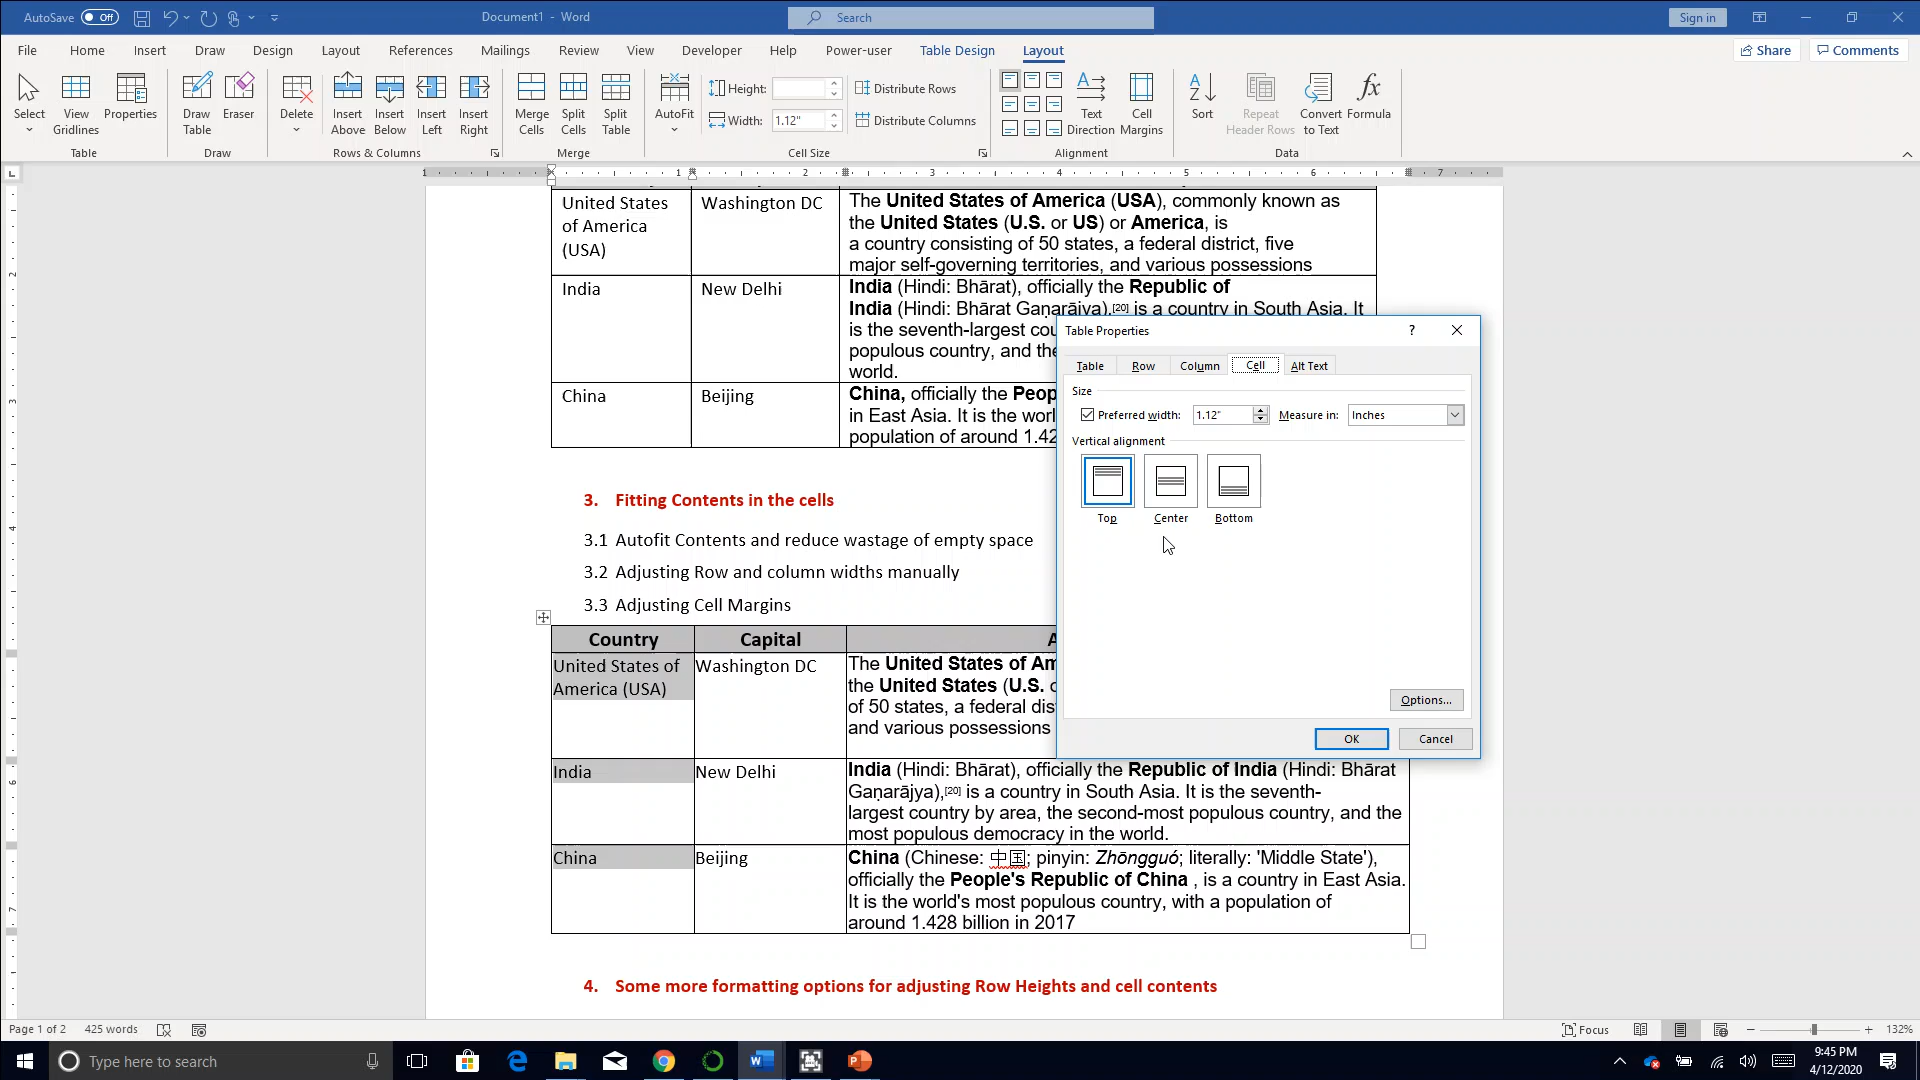 AutoSave Off Document1 - Word Search Sign in
File Home Insert Draw Design Layout References Mailings Review View Developer Help Power-user Table Design Layout Share Comments
Select View Gridlines Properties Draw Table Eraser Delete Insert Above Insert Below Insert Left Insert Right Merge Cells Split Cells Split Table AutoFit Height: Width: 1.12" Distribute Rows Distribute Columns Text Direction Cell Margins Sort Repeat Header Rows Convert to Text Formula
Table Draw Rows & Columns Merge Cell Size Alignment Data
United States of America (USA)
Washington DC
The United States of America (USA), commonly known as
the United States (U.S. or US) or America, is
a country consisting of 50 states, a federal district, five
major self-governing territories, and various possessions
India
New Delhi
India (Hindi: Bhārat), officially the Republic of
India (Hindi: Bhārat Gaṇarājya),[20] is a country in South Asia. It
is the seventh-largest
populous country, and the
world.
China
Beijing
China, officially the
in East Asia. It is the
population of around
3. Fitting Contents in the cells
3.1 Autofit Contents and reduce wastage of empty space
3.2 Adjusting Row and column widths manually
3.3 Adjusting Cell Margins
Country Capital
United States of
America (USA)
Washington DC
The United States of
the United States (U.S.
of 50 states, a federal
and various possessions
India
New Delhi
India (Hindi: Bhārat), officially the Republic of India (Hindi: Bhārat
Gaṇarājya),[20] is a country in South Asia. It is the seventh-
largest country by area, the second-most populous country, and the
most populous democracy in the world.
China
Beijing
China (Chinese: 中国; pinyin: Zhōngguó; literally: 'Middle State'),
officially the People's Republic of China , is a country in East Asia.
It is the world's most populous country, with a population of
around 1.428 billion in 2017
4. Some more formatting options for adjusting Row Heights and cell contents
Table Properties ?
Table Row Column Cell Alt Text
Size
Preferred width: 1.12" Measure in: Inches
Vertical alignment
Top Center Bottom
Options...
OK Cancel
Page 1 of 2 425 words Focus 132%
Type here to search
9:45 PM
4/12/2020